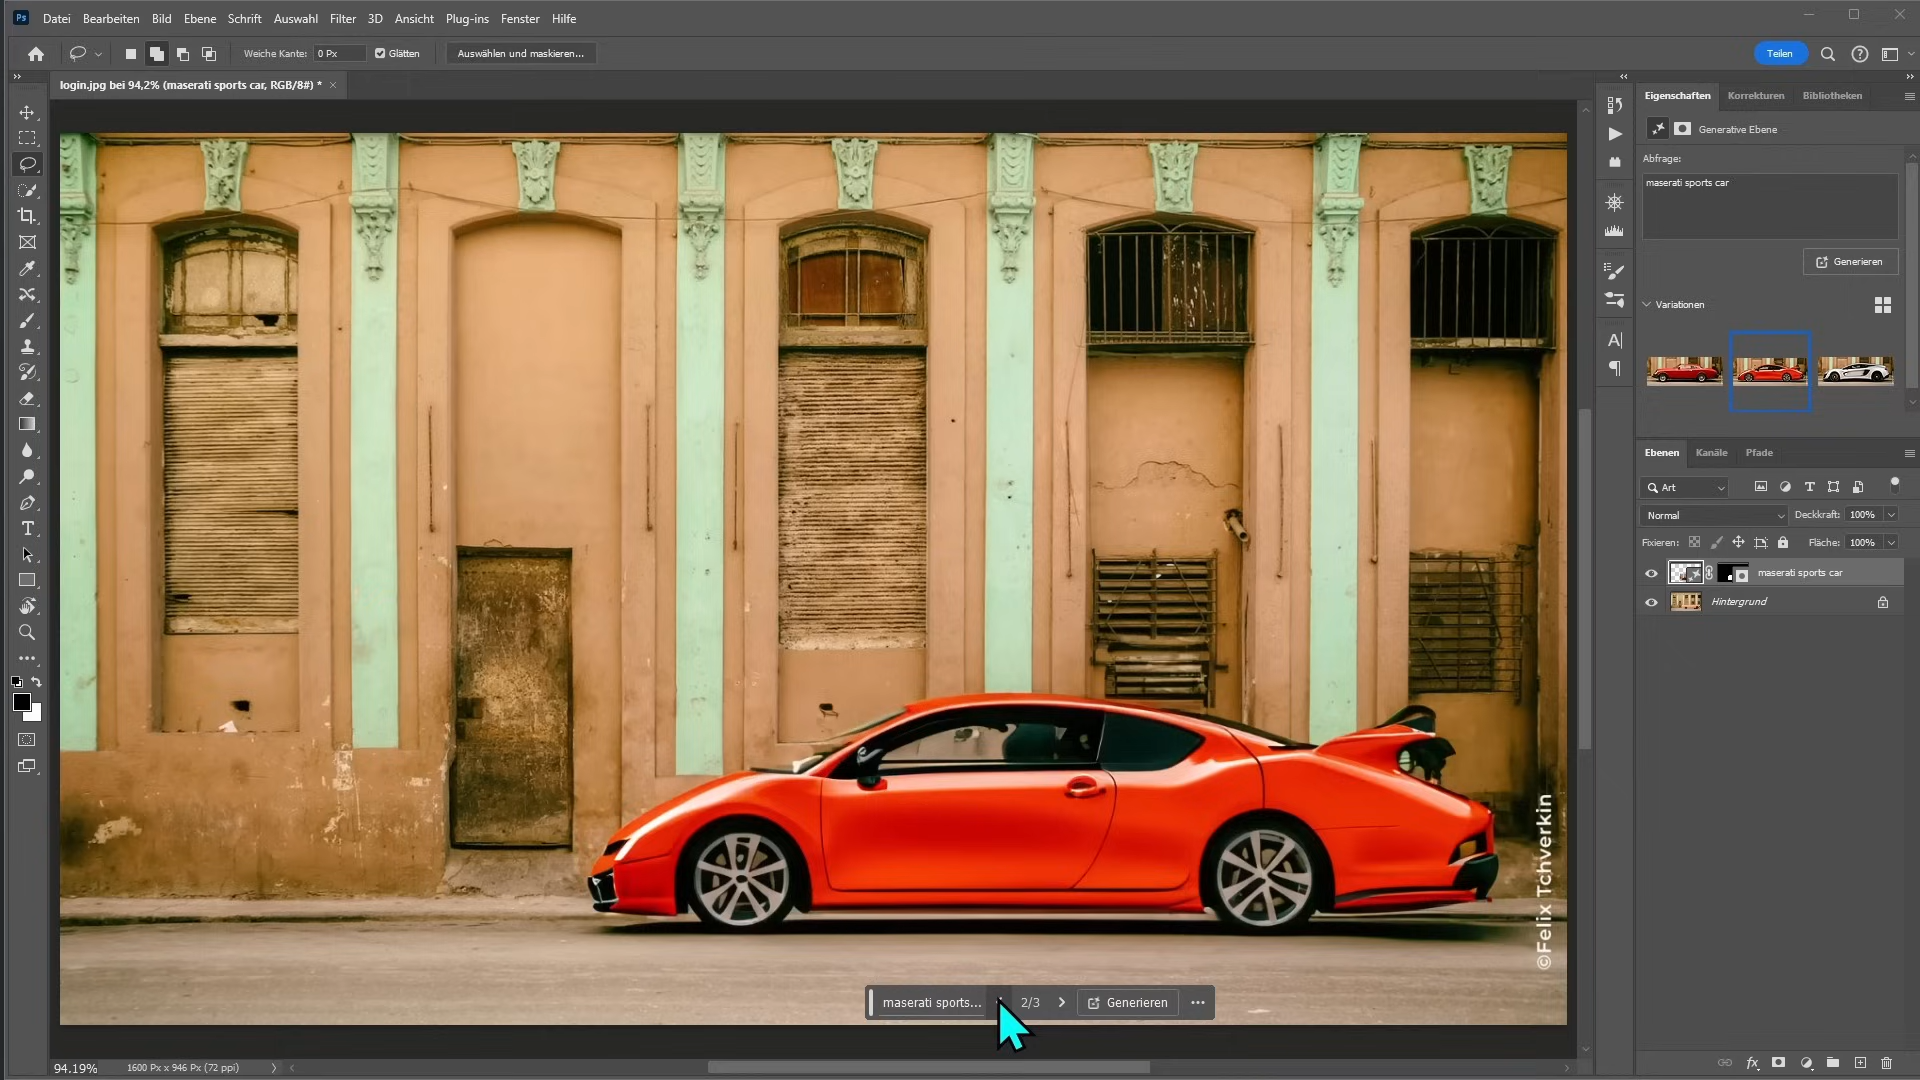 Ps Datei Bearbeiten Bild Ebene Schrift Auswahl Filter 3D Ansicht Plug-ins Fenster Hilfe
Weiche Kante: 0 Px Glätten Auswählen und maskieren... Teilen
login.jpg bei 94,2% (maserati sports car, RGB/8#) *
Eigenschaften Korrekturen Bibliotheken
Generative Ebene
Abfrage:
maserati sports car
Generieren
Variationen
Ebenen Kanäle Pfade
Art
Normal Deckkraft: 100%
Fixieren: Fläche: 100%
maserati sports car
Hintergrund
©Felix Tchverkin
maserati sports... 2/3 Generieren
94.19% 1600 Px x 946 Px (72 ppi)